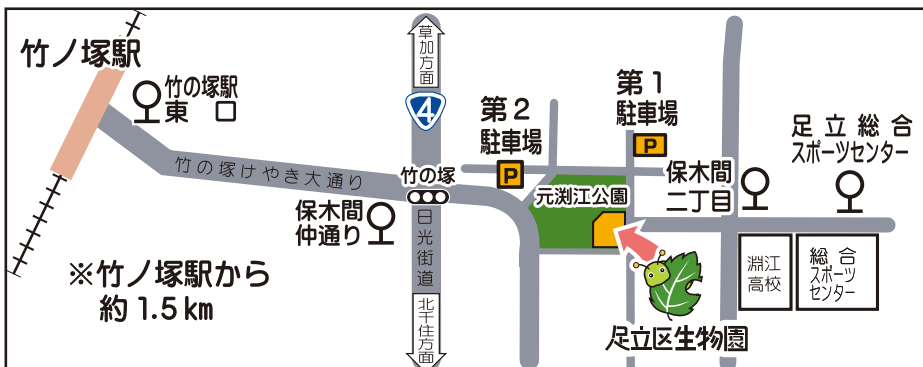 竹ノ塚駅
竹の塚駅
東口
竹の塚けやき大通り
草加方面
4
竹の塚
日光街道
北千住方面
保木間
仲通り
※竹ノ塚駅から
約1.5km
第2
駐車場
P
第1
駐車場
P
元渕江公園
保木間
二丁目
足立総合
スポーツセンター
淵江
高校
総合
スポーツ
センター
足立区生物園